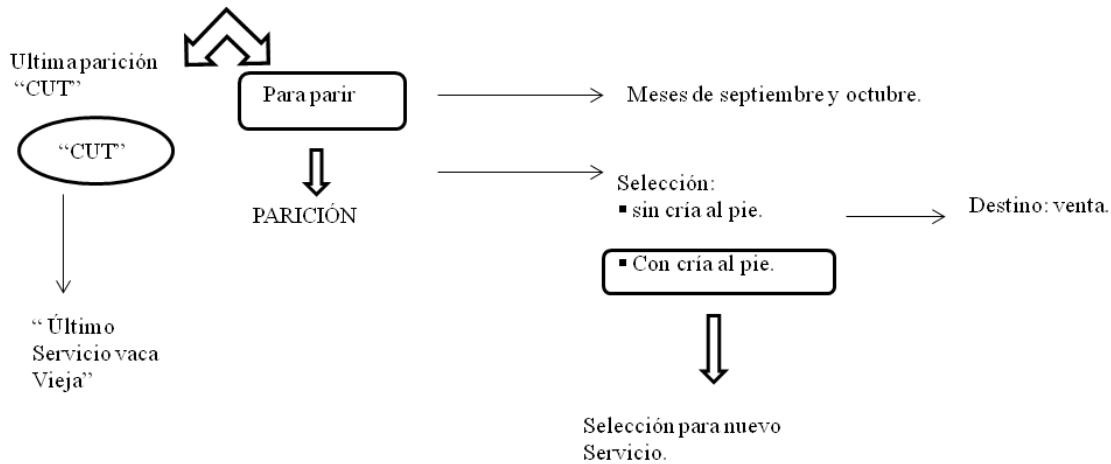 Ultima parición
“CUT”
Para parir
Meses de septiembre y octubre.
“CUT”
PARICIÓN
Selección:
▪ sin cría al pie.
Destino: venta.
▪ Con cría al pie.
“ Último
Servicio vaca
Vieja”
Selección para nuevo
Servicio.